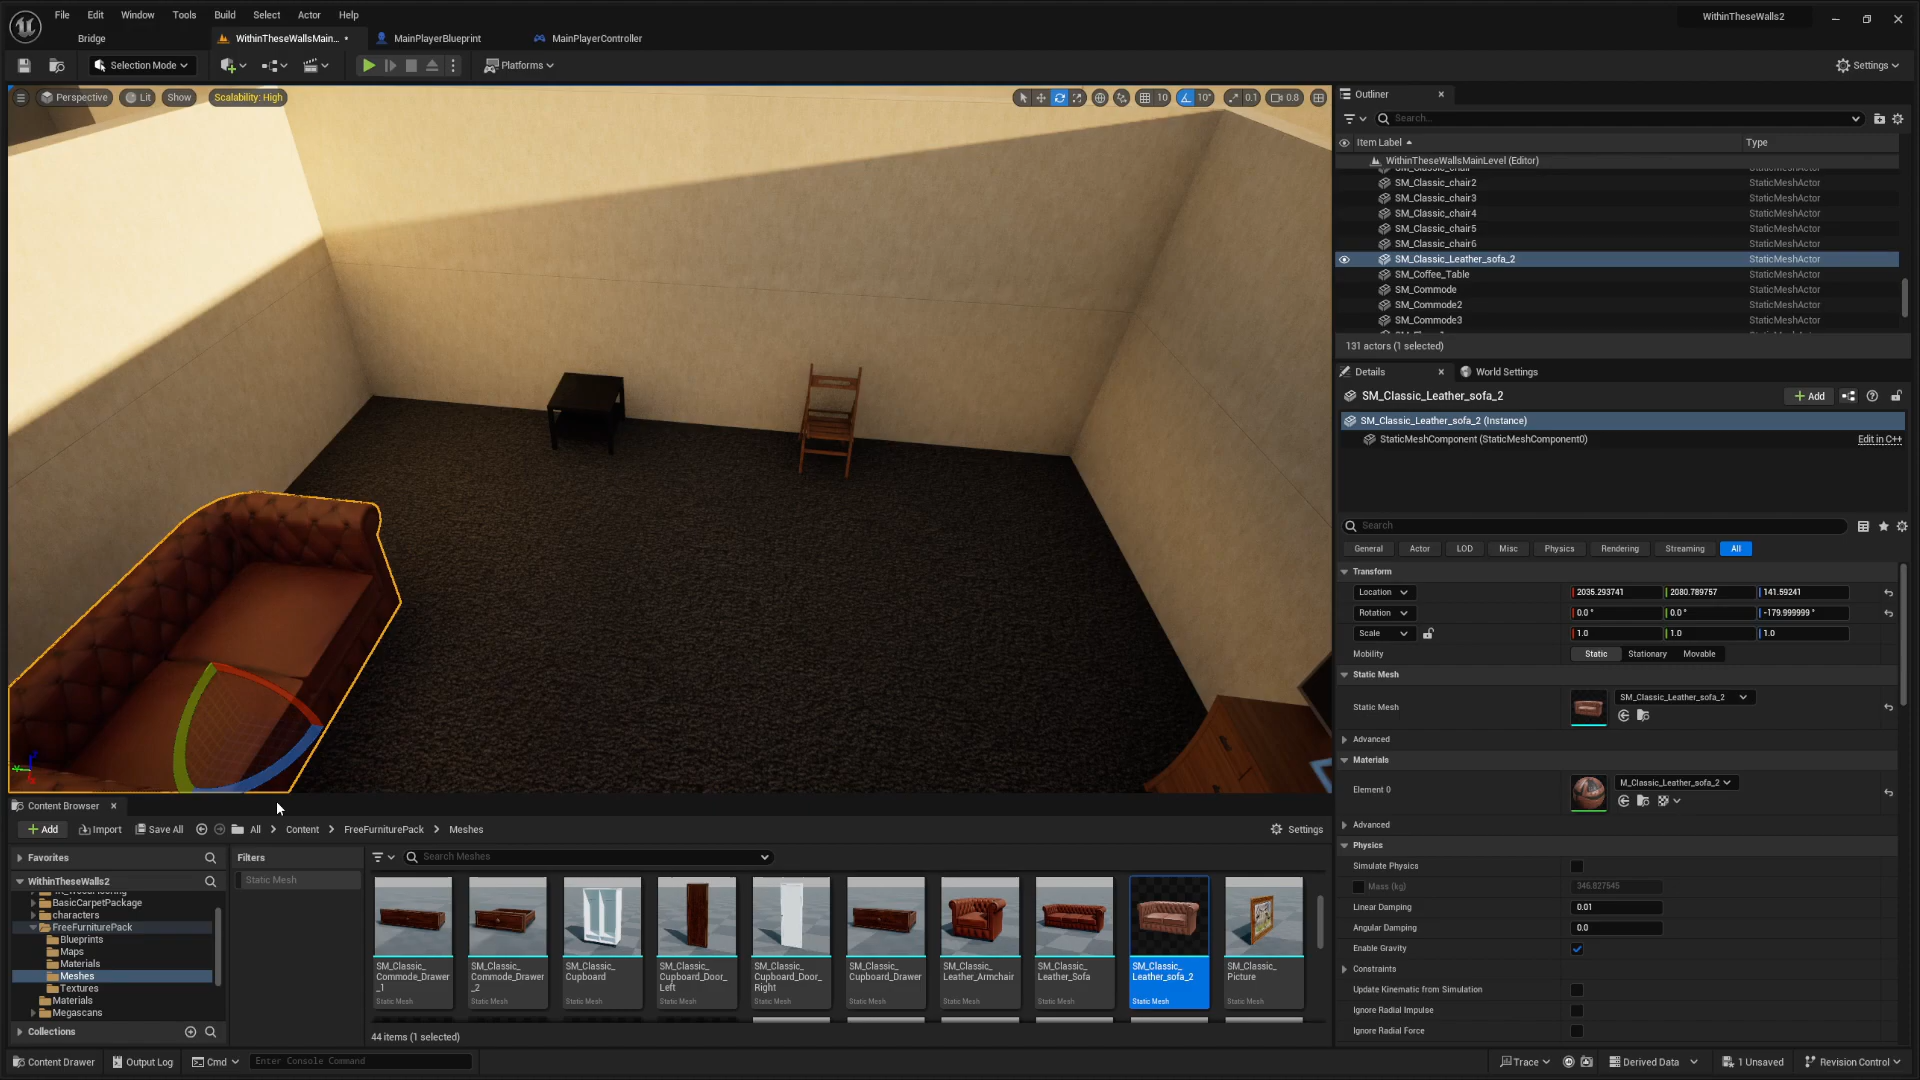 File Edit Window Tools Build Select Actor Help
WithinTheseWalls2
Bridge
WithinTheseWallsMain...
MainPlayerBlueprint
MainPlayerController
Selection Mode
Platforms
Settings
Perspective
Lit
Show
Scalability: High
10
10°
0.1
0.8
Outliner
Search...
Item Label
Type
WithinTheseWallsMainLevel (Editor)
SM_Classic_chair
SM_Classic_chair2 StaticMeshActor
SM_Classic_chair3 StaticMeshActor
SM_Classic_chair4 StaticMeshActor
SM_Classic_chair5 StaticMeshActor
SM_Classic_chair6 StaticMeshActor
SM_Classic_Leather_sofa_2 StaticMeshActor
SM_Coffee_Table StaticMeshActor
SM_Commode StaticMeshActor
SM_Commode2 StaticMeshActor
SM_Commode3 StaticMeshActor
131 actors (1 selected)
Details
World Settings
SM_Classic_Leather_sofa_2
Add
SM_Classic_Leather_sofa_2 (Instance)
StaticMeshComponent (StaticMeshComponent0)
Edit in C++
Search
General Actor LOD Misc Physics Rendering Streaming All
Transform
Location 2035.293741 2080.789757 141.59241
Rotation 0.0 ° 0.0 ° -179.999999 °
Scale 1.0 1.0 1.0
Mobility Static Stationary Movable
Static Mesh
Static Mesh SM_Classic_Leather_sofa_2
Advanced
Materials
Element 0 M_Classic_Leather_sofa_2
Advanced
Physics
Simulate Physics
Mass (kg) 346.827545
Linear Damping 0.01
Angular Damping 0.0
Enable Gravity
Constraints
Update Kinematic from Simulation
Ignore Radial Impulse
Ignore Radial Force
Content Browser
Add Import Save All All Content FreeFurniturePack Meshes Settings
Favorites
Filters
Search Meshes
WithinTheseWalls2
Static Mesh
BasicCarpetPackage
characters
FreeFurniturePack
Blueprints
Maps
Materials
Meshes
Textures
Materials
Megascans
Collections
SM_Classic_
Commode_Drawer
_1
Static Mesh
SM_Classic_
Commode_Drawer
_2
Static Mesh
SM_Classic_
Cupboard
Static Mesh
SM_Classic_
Cupboard_Door_
Left
Static Mesh
SM_Classic_
Cupboard_Door_
Right
Static Mesh
SM_Classic_
Cupboard_Drawer
Static Mesh
SM_Classic_
Leather_Armchair
Static Mesh
SM_Classic_
Leather_Sofa
Static Mesh
SM_Classic_
Leather_sofa_2
Static Mesh
SM_Classic_
Picture
Static Mesh
44 items (1 selected)
Content Drawer
Output Log
Cmd
Enter Console Command
Trace
Derived Data
1 Unsaved
Revision Control